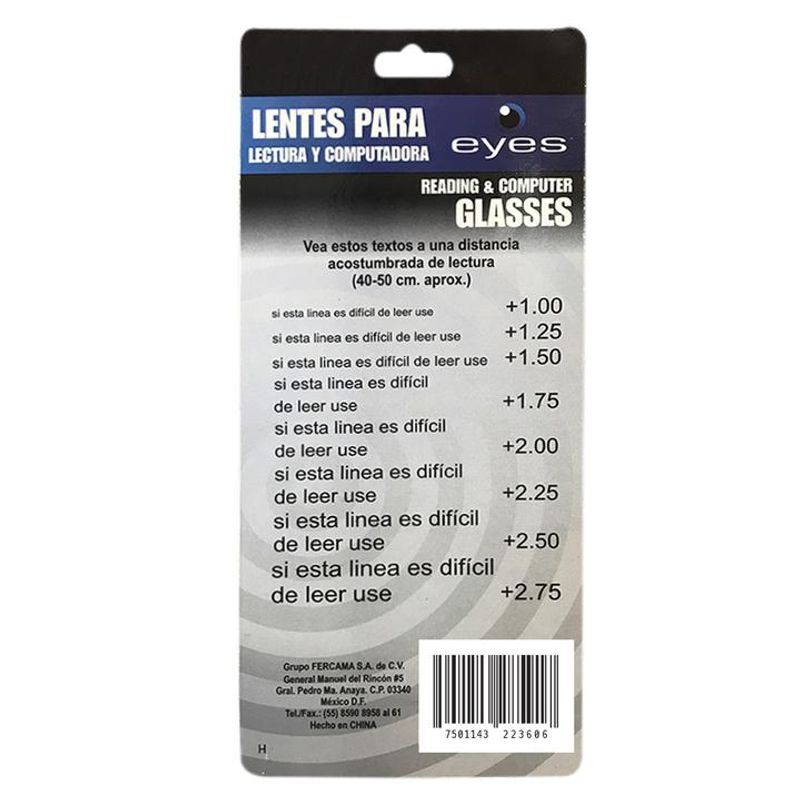 LENTES PARA
LECTURA Y COMPUTADORA
eyes
READING & COMPUTER
GLASSES
Vea estos textos a una distancia
acostumbrada de lectura
(40-50 cm. aprox.)
si esta linea es difícil de leer use +1.00
si esta linea es difícil de leer use +1.25
si esta linea es difícil de leer use +1.50
si esta linea es difícil
de leer use +1.75
si esta linea es difícil
de leer use +2.00
si esta linea es difícil
de leer use +2.25
si esta linea es difícil
de leer use +2.50
si esta linea es difícil
de leer use +2.75
Grupo FERCAMA S.A. de C.V.
General Manuel del Rincón #5
Gral. Pedro Ma. Anaya. C.P. 03340
México D.F.
Tel./Fax.: (55) 8590 8958 al 61
Hecho en CHINA
7501143 223606
H